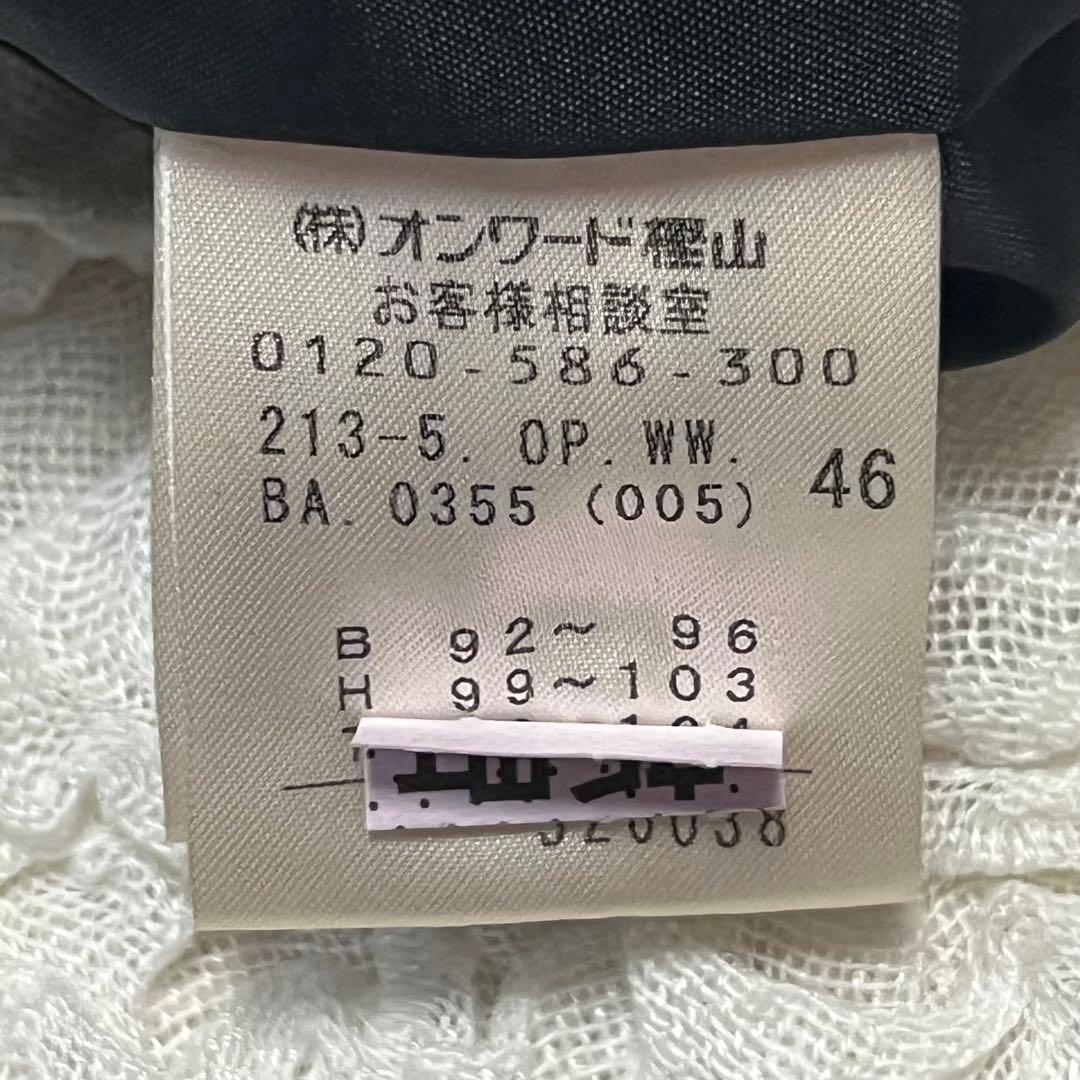 (株)オンワード樫山
お客様相談室
0120-586-300
213-5. OP. WW.
BA. 0355 (005) 46
B 92~ 96
H 99~103